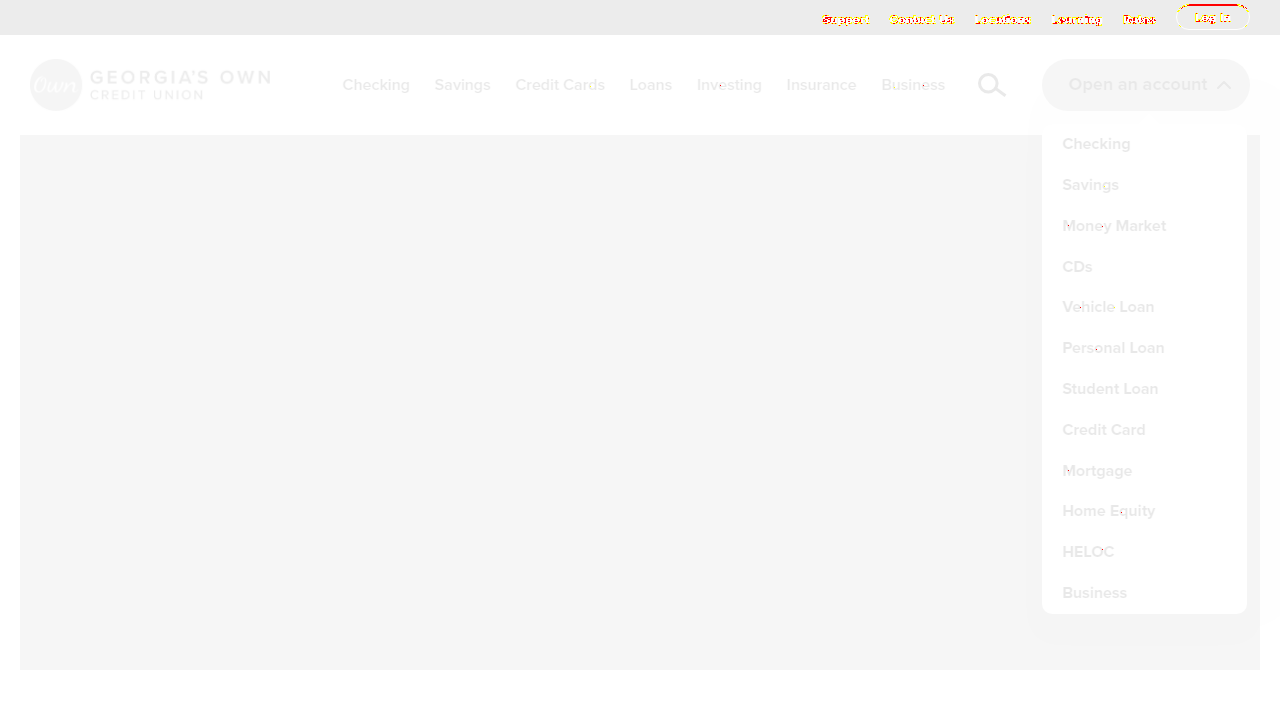 Support Contact Us Locations Learning Rates Log In
Own GEORGIA'S OWN
CREDIT UNION
Checking Savings Credit Cards Loans Investing Insurance Business Open an account
Checking
Savings
Money Market
CDs
Vehicle Loan
Personal Loan
Student Loan
Credit Card
Mortgage
Home Equity
HELOC
Business